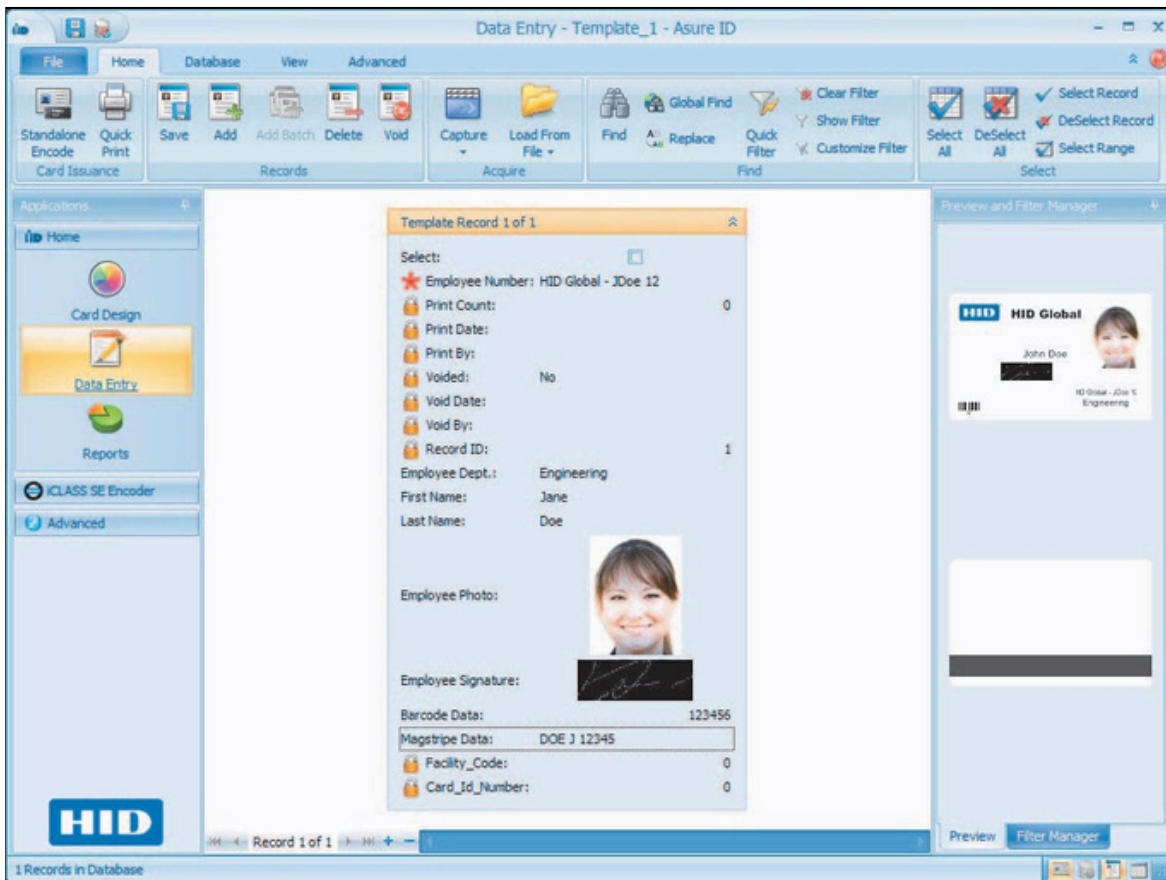 Data Entry - Template_1 - Asure ID
File Home Database View Advanced
Standalone Encode
Quick Print
Save
Add
Add Batch
Delete
Void
Capture
Load From File
Find
Global Find
Replace
Quick Filter
Clear Filter
Show Filter
Customize Filter
Select All
DeSelect All
Select Record
DeSelect Record
Select Range
Card Issuance Records Acquire Find Select
Applications
Home
Card Design
Data Entry
Reports
iCLASS SE Encoder
Advanced
HID
Template Record 1 of 1
Select:
Employee Number: HID Global - JDoe 12
Print Count: 0
Print Date:
Print By:
Voided: No
Void Date:
Void By:
Record ID: 1
Employee Dept.: Engineering
First Name: Jane
Last Name: Doe
Employee Photo:
Employee Signature:
Barcode Data: 123456
Magstripe Data: DOE J 12345
Facility_Code: 0
Card_Id_Number: 0
Record 1 of 1
Preview and Filter Manager
HID HID Global
John Doe
Engineering
Preview Filter Manager
1 Records in Database